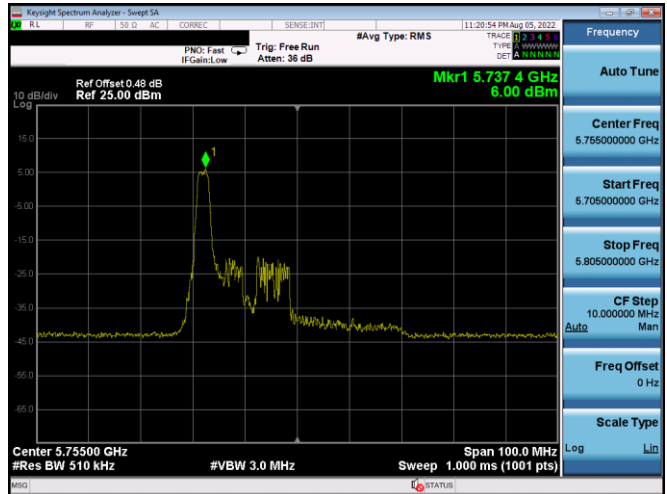 Keysight Spectrum Analyzer - Swept SA
RL RF 50 Ω AC CORREC SENSE:INT 11:20:54 PM Aug 05, 2022
#Avg Type: RMS
TRACE 1 2 3 4 5 6
TYPE A WWWWW
DET A N N N N N
PNO: Fast
IFGain:Low
Trig: Free Run
Atten: 36 dB
Mkr1 5.737 4 GHz
6.00 dBm
Ref Offset 0.48 dB
Ref 25.00 dBm
10 dB/div
Log
15.0
5.00
-5.00
-15.0
-25.0
-35.0
-45.0
-55.0
-65.0
1
Center 5.75500 GHz
#Res BW 510 kHz
#VBW 3.0 MHz
Span 100.0 MHz
Sweep 1.000 ms (1001 pts)
MSG
STATUS
Frequency
Auto Tune
Center Freq
5.755000000 GHz
Start Freq
5.705000000 GHz
Stop Freq
5.805000000 GHz
CF Step
10.000000 MHz
Auto Man
Freq Offset
0 Hz
Scale Type
Log Lin